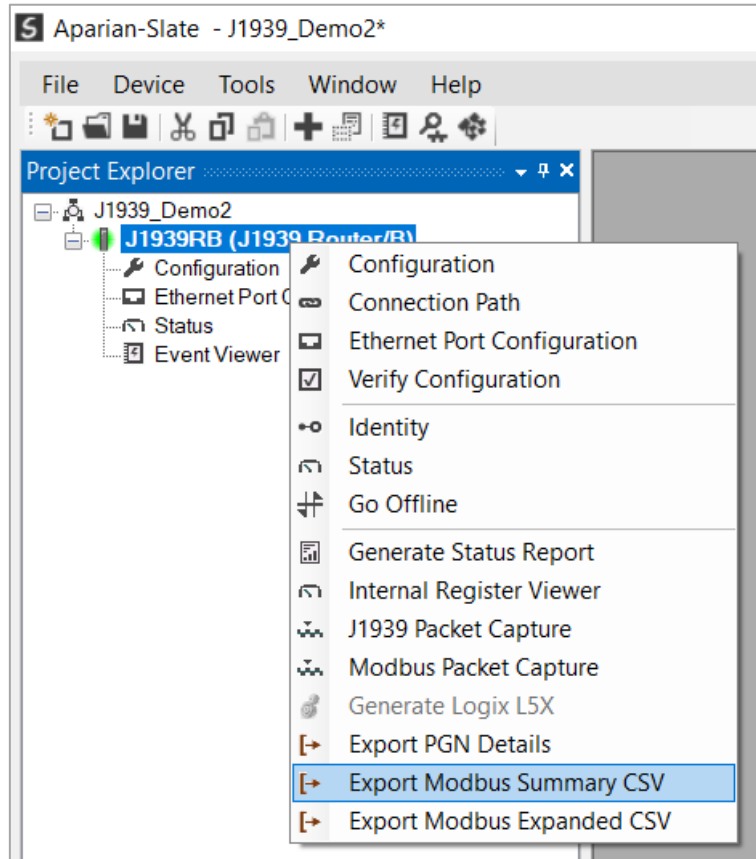 S Aparian-Slate - J1939_Demo2*
File Device Tools Window Help
Project Explorer
J1939_Demo2
J1939RB (J1939 Router/B)
Configuration
Ethernet Port
Status
Event Viewer
Configuration
Connection Path
Ethernet Port Configuration
Verify Configuration
Identity
Status
Go Offline
Generate Status Report
Internal Register Viewer
J1939 Packet Capture
Modbus Packet Capture
Generate Logix L5X
Export PGN Details
Export Modbus Summary CSV
Export Modbus Expanded CSV